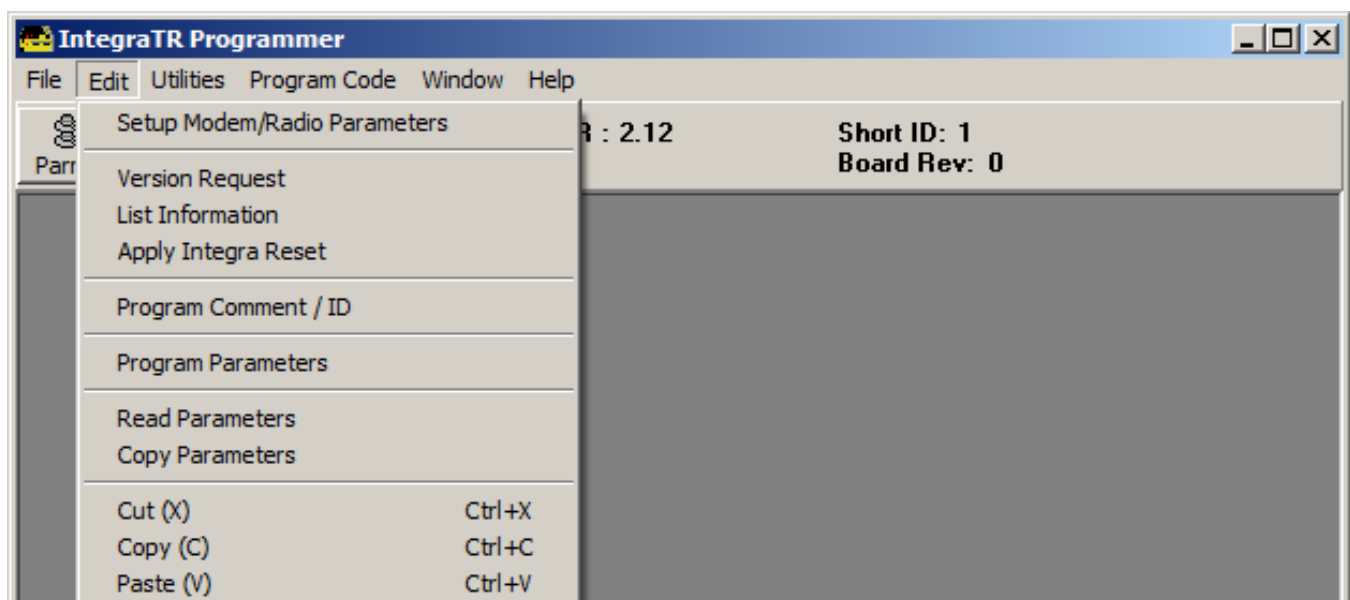 IntegraTR Programmer
File Edit Utilities Program Code Window Help
Setup Modem/Radio Parameters
: 2.12
Short ID: 1
Board Rev: 0
Version Request
List Information
Apply Integra Reset
Program Comment / ID
Program Parameters
Read Parameters
Copy Parameters
Cut (X) Ctrl+X
Copy (C) Ctrl+C
Paste (V) Ctrl+V